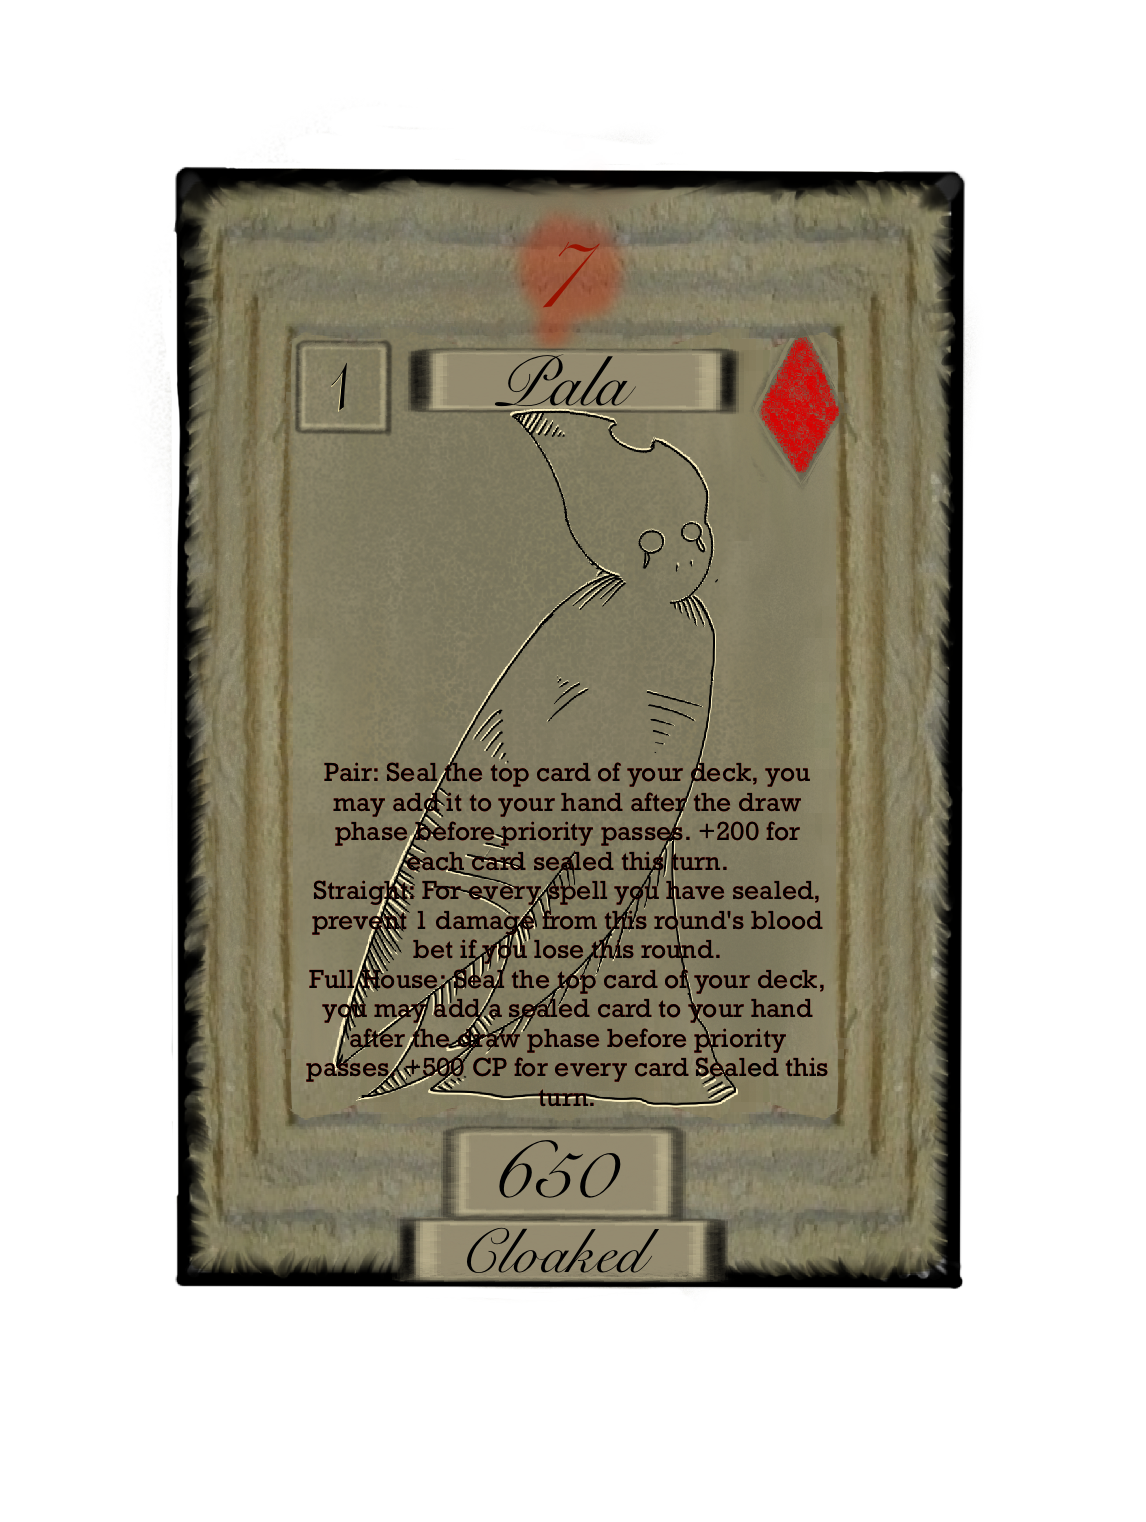 7
1
Pala
Pair: Seal the top card of your deck, you
may add it to your hand after the draw
phase before priority passes. +200 for
each card sealed this turn.
Straight: For every spell you have sealed,
prevent 1 damage from this round's blood
bet if you lose this round.
Full House: Seal the top card of your deck,
you may add a sealed card to your hand
after the draw phase before priority
passes. +500 CP for every card Sealed this
turn.
650
Cloaked